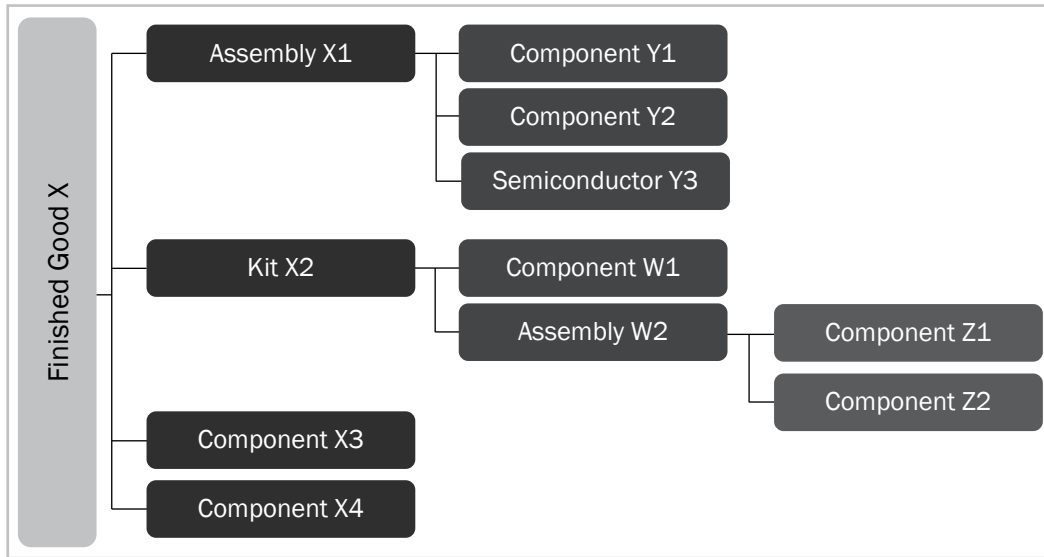 Finished Good X
Assembly X1
Component Y1
Component Y2
Semiconductor Y3
Kit X2
Component W1
Assembly W2
Component Z1
Component Z2
Component X3
Component X4